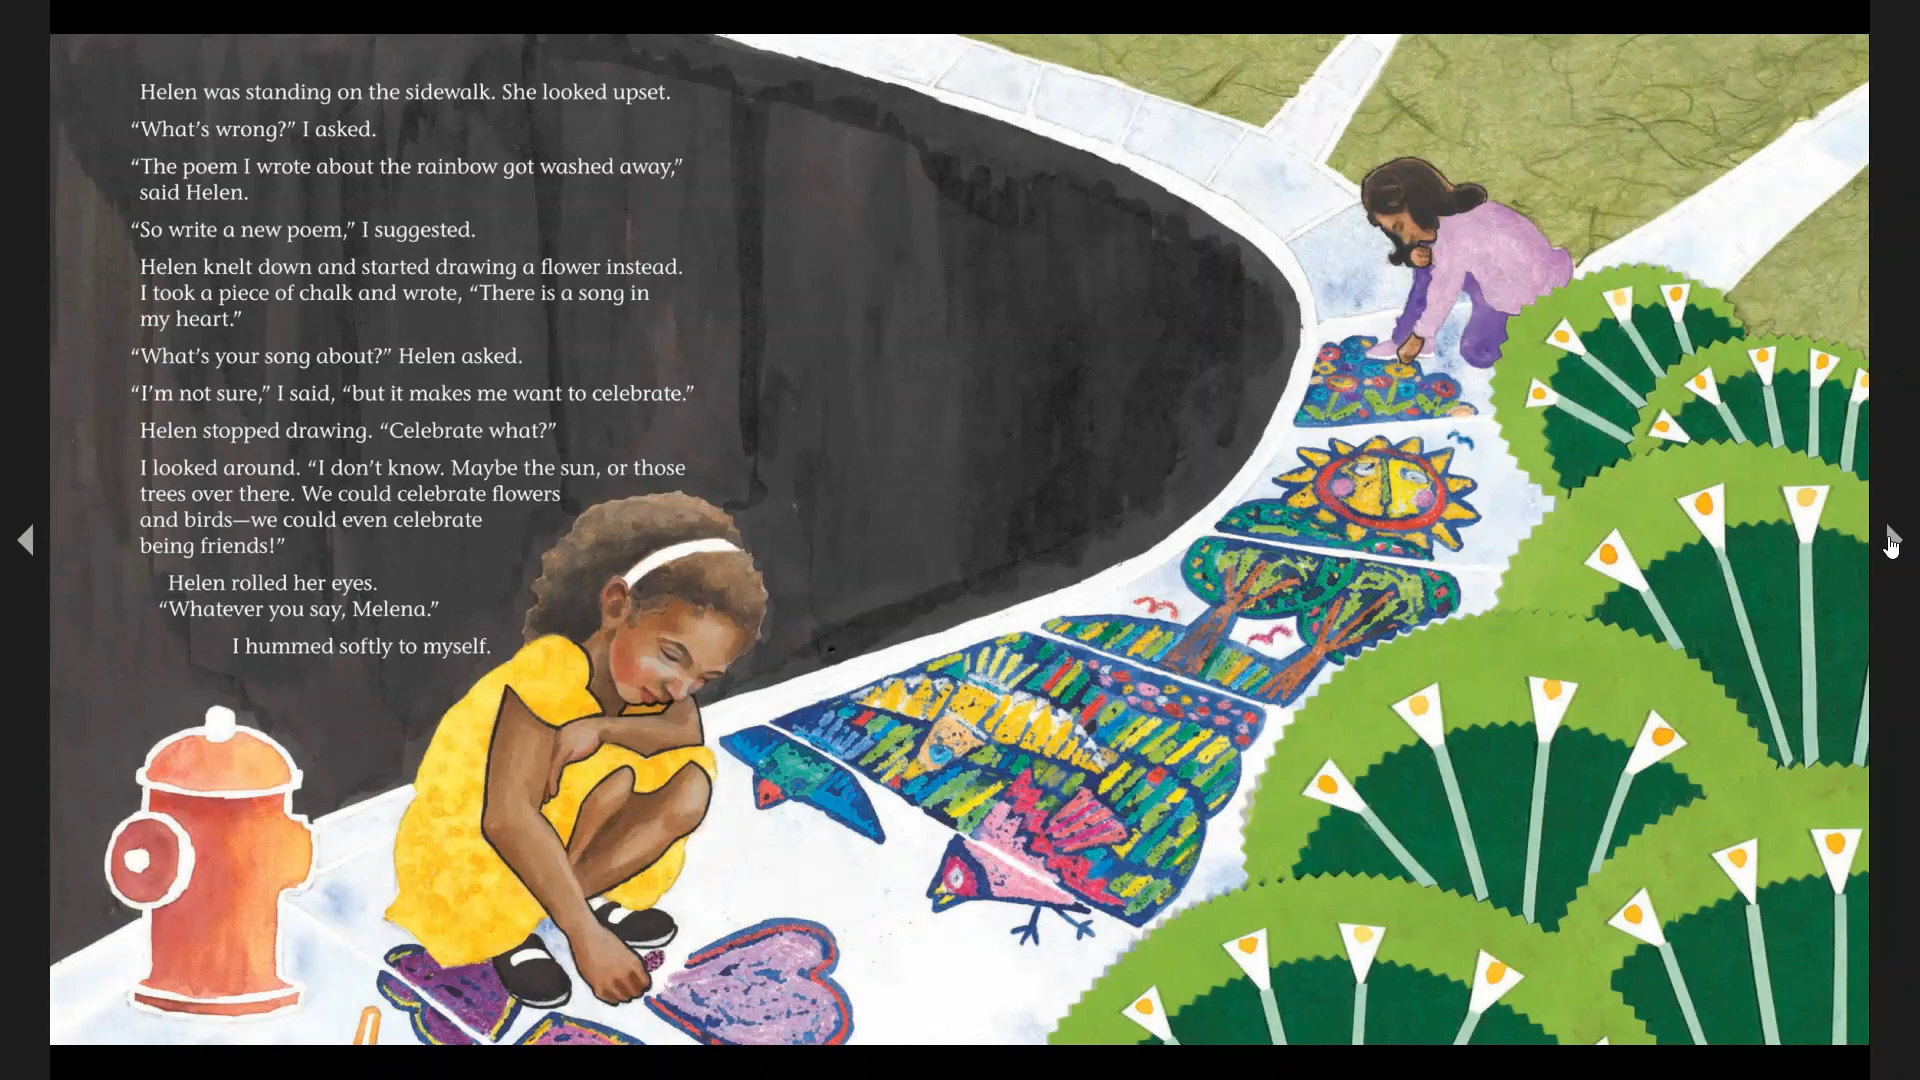 Helen was standing on the sidewalk. She looked upset.
“What’s wrong?” I asked.
“The poem I wrote about the rainbow got washed away,”
said Helen.
“So write a new poem,” I suggested.
Helen knelt down and started drawing a flower instead.
I took a piece of chalk and wrote, “There is a song in
my heart.”
“What’s your song about?” Helen asked.
“I’m not sure,” I said, “but it makes me want to celebrate.”
Helen stopped drawing. “Celebrate what?”
I looked around. “I don’t know. Maybe the sun, or those
trees over there. We could celebrate flowers
and birds—we could even celebrate
being friends!”
Helen rolled her eyes.
“Whatever you say, Melena.”
I hummed softly to myself.